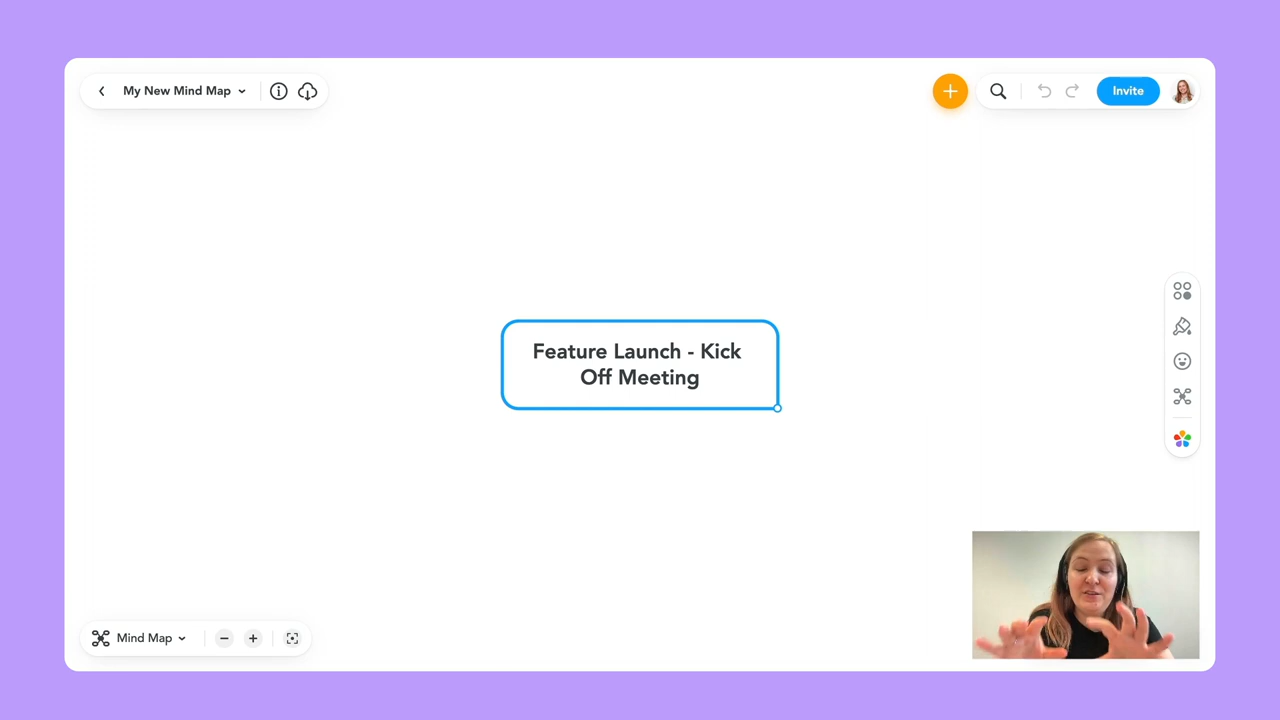 My New Mind Map
Invite
Feature Launch - Kick
Off Meeting
Mind Map